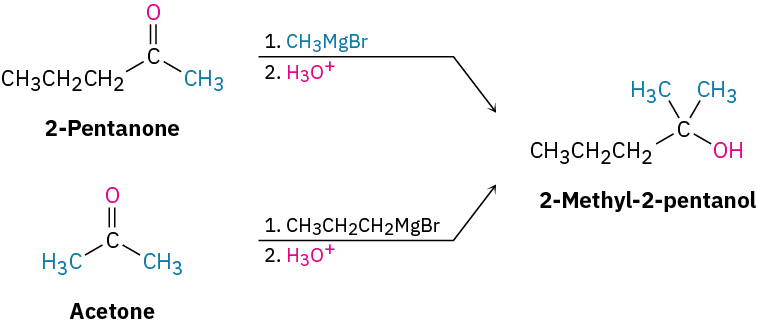 O
C
CH₃CH₂CH₂
CH₃
2-Pentanone
1. CH₃MgBr
2. H₃O⁺
O
C
H₃C
CH₃
Acetone
1. CH₃CH₂CH₂MgBr
2. H₃O⁺
H₃C CH₃
C
CH₃CH₂CH₂
OH
2-Methyl-2-pentanol